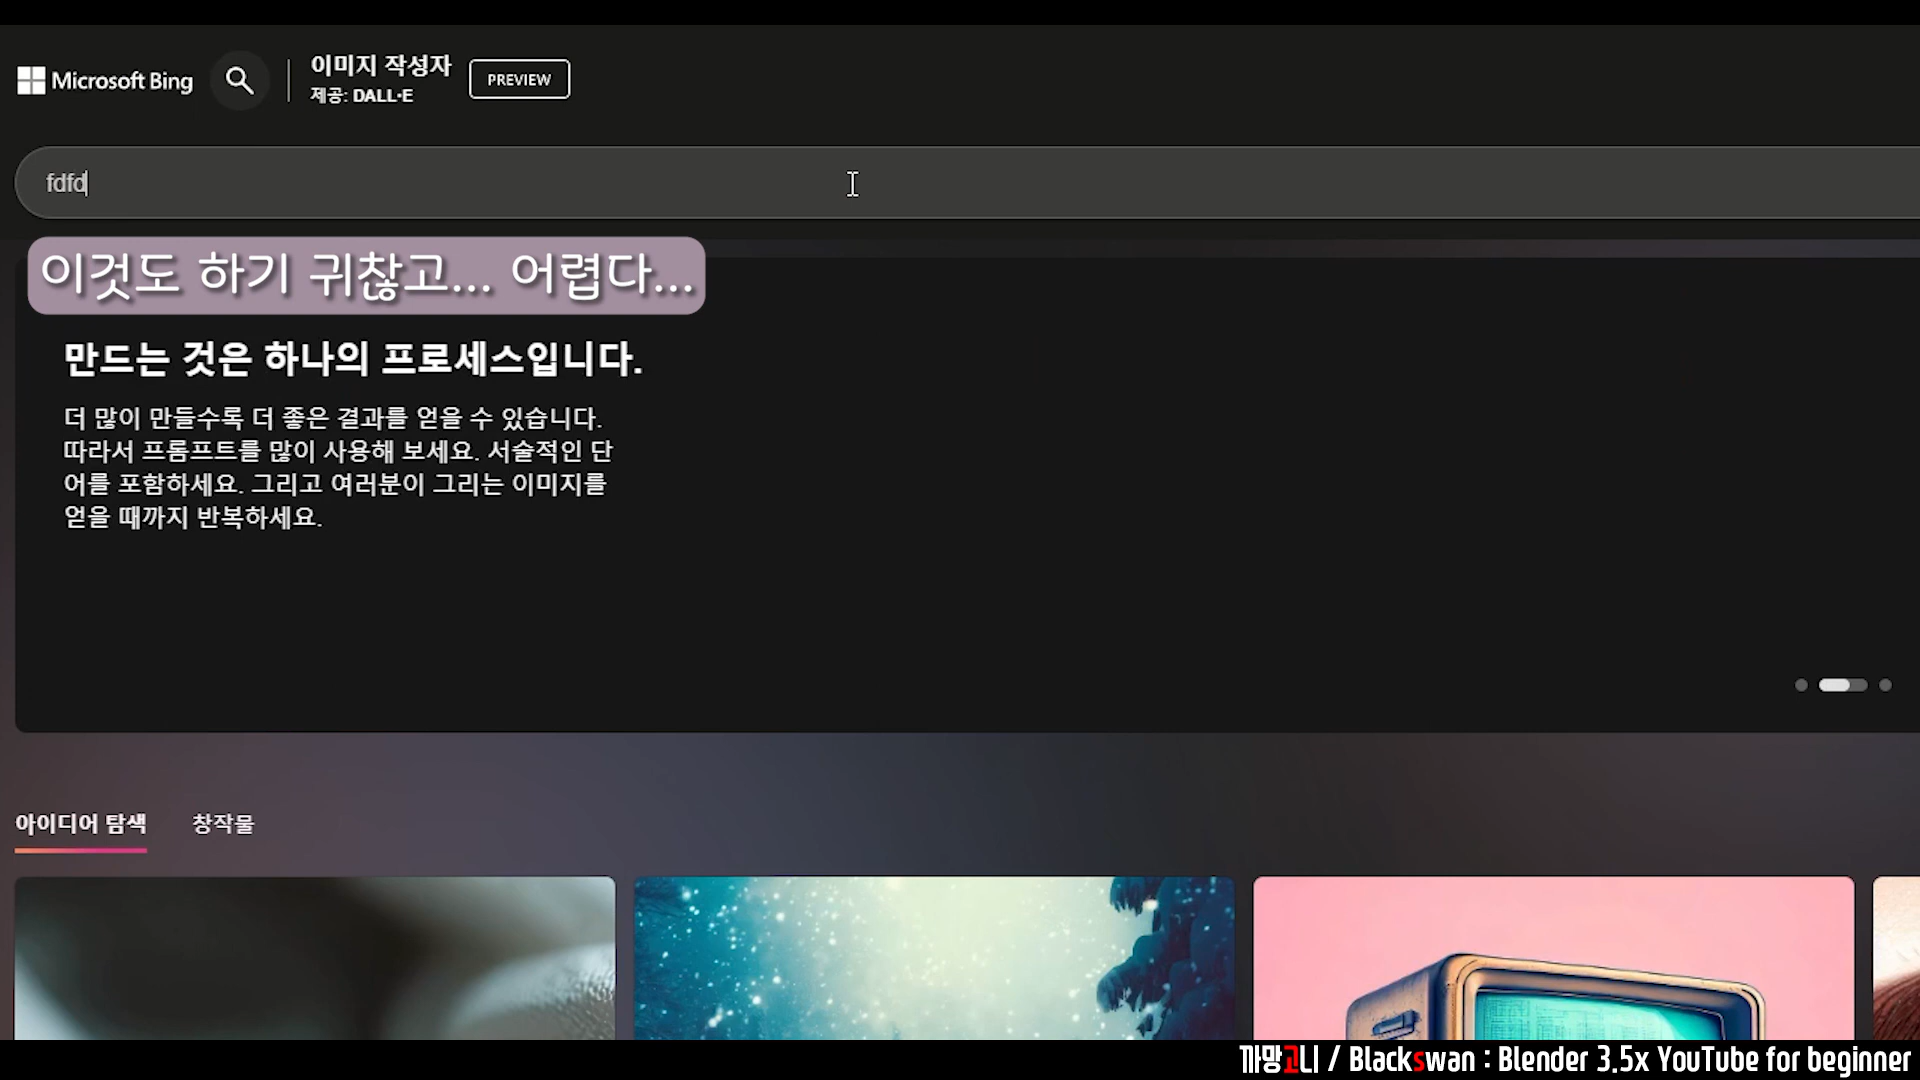 Microsoft Bing
이미지 작성자
제공: DALL·E
PREVIEW
fdfd
이것도 하기 귀찮고... 어렵다...
만드는 것은 하나의 프로세스입니다.
더 많이 만들수록 더 좋은 결과를 얻을 수 있습니다.
따라서 프롬프트를 많이 사용해 보세요. 서술적인 단
어를 포함하세요. 그리고 여러분이 그리는 이미지를
얻을 때까지 반복하세요.
아이디어 탐색
창작물
까망고니 / Blackswan : Blender 3.5x YouTube for beginner